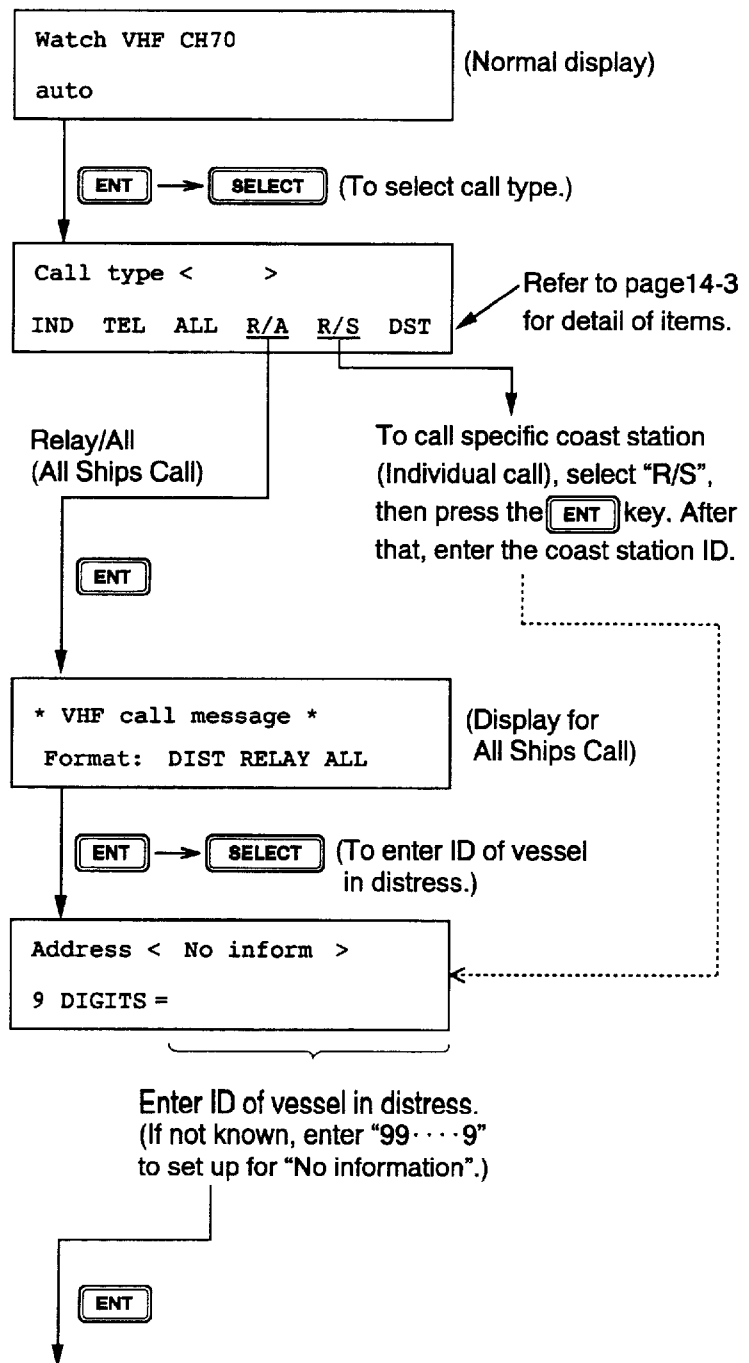 Watch VHF CH70
auto
(Normal display)
ENT SELECT (To select call type.)
Call type < >
IND TEL ALL R/A R/S DST
Refer to page14-3
for detail of items.
Relay/All
(All Ships Call)
To call specific coast station
(Individual call), select “R/S”,
then press the ENT key. After
that, enter the coast station ID.
ENT
* VHF call message *
Format: DIST RELAY ALL
(Display for
All Ships Call)
ENT SELECT (To enter ID of vessel
in distress.)
Address < No inform >
9 DIGITS =
Enter ID of vessel in distress.
(If not known, enter “99····9”
to set up for “No information”.)
ENT